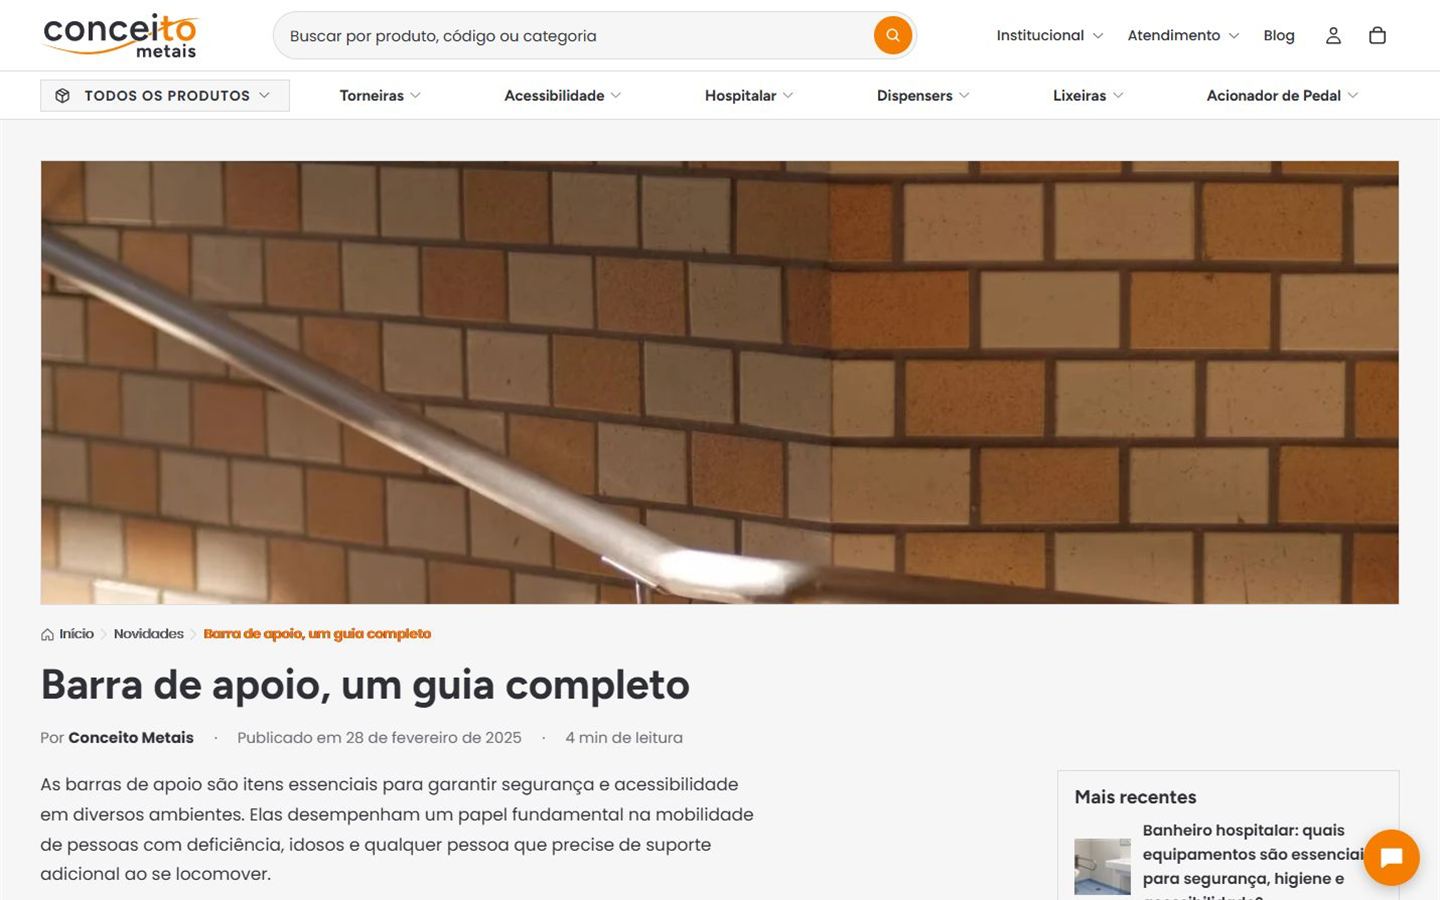 conceito
metais
Buscar por produto, código ou categoria
Institucional
Atendimento
Blog
TODOS OS PRODUTOS
Torneiras
Acessibilidade
Hospitalar
Dispensers
Lixeiras
Acionador de Pedal
Início
Novidades
Barra de apoio, um guia completo
Barra de apoio, um guia completo
Por Conceito Metais · Publicado em 28 de fevereiro de 2025 · 4 min de leitura
As barras de apoio são itens essenciais para garantir segurança e acessibilidade
em diversos ambientes. Elas desempenham um papel fundamental na mobilidade
de pessoas com deficiência, idosos e qualquer pessoa que precise de suporte
adicional ao se locomover.
Mais recentes
Banheiro hospitalar: quais
equipamentos são essenciai
para segurança, higiene e